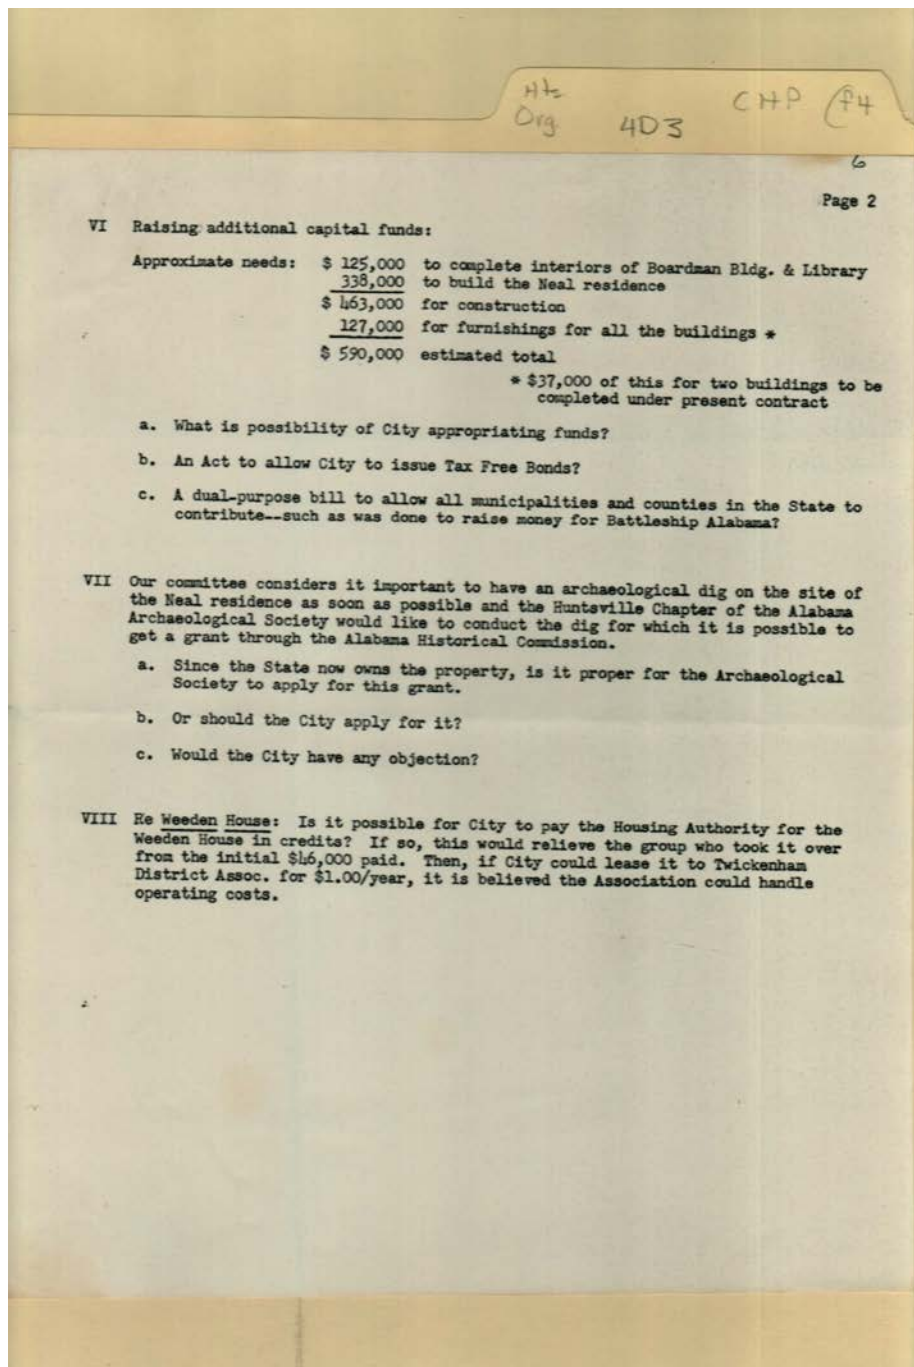 Hts
Org 4D3 CHP (f4
6
Page 2
VI Raising additional capital funds:
Approximate needs: $ 125,000 to complete interiors of Boardman Bldg. & Library
338,000 to build the Neal residence
$ 463,000 for construction
127,000 for furnishings for all the buildings *
$ 590,000 estimated total
* $37,000 of this for two buildings to be
completed under present contract
a. What is possibility of City appropriating funds?
b. An Act to allow City to issue Tax Free Bonds?
c. A dual-purpose bill to allow all municipalities and counties in the State to
contribute--such as was done to raise money for Battleship Alabama?
VII Our committee considers it important to have an archaeological dig on the site of
the Neal residence as soon as possible and the Huntsville Chapter of the Alabama
Archaeological Society would like to conduct the dig for which it is possible to
get a grant through the Alabama Historical Commission.
a. Since the State now owns the property, is it proper for the Archaeological
Society to apply for this grant.
b. Or should the City apply for it?
c. Would the City have any objection?
VIII Re Weeden House: Is it possible for City to pay the Housing Authority for the
Weeden House in credits? If so, this would relieve the group who took it over
from the initial $46,000 paid. Then, if City could lease it to Twickenham
District Assoc. for $1.00/year, it is believed the Association could handle
operating costs.